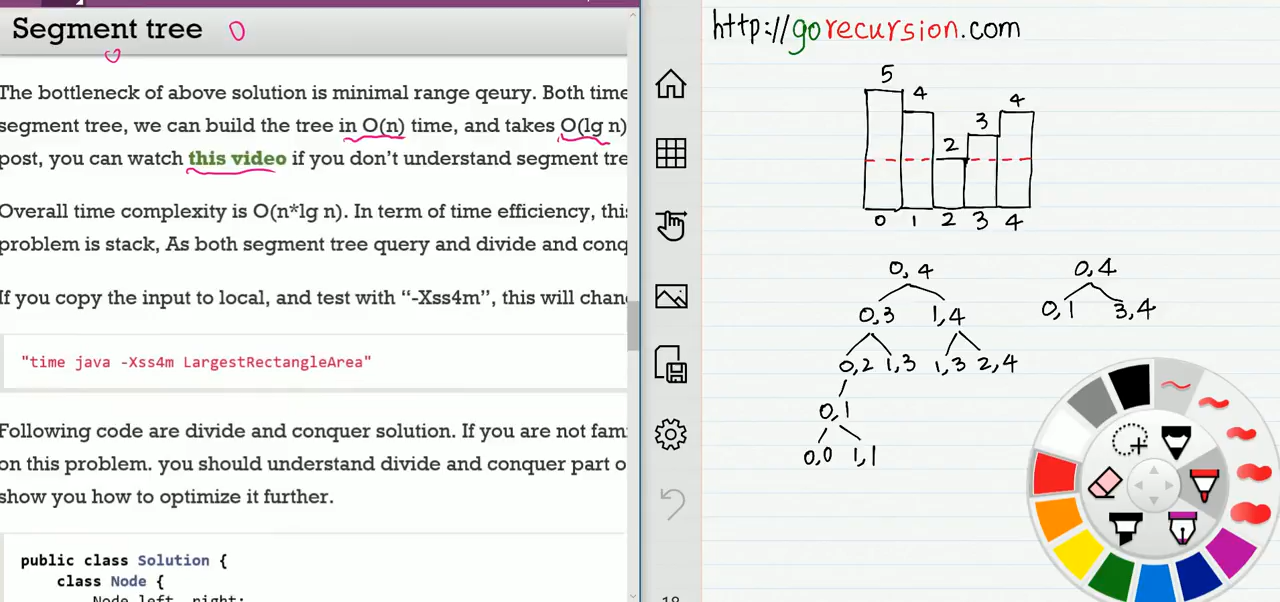 Segment tree
The bottleneck of above solution is minimal range qeury. Both time
segment tree, we can build the tree in O(n) time, and takes O(lg n)
post, you can watch this video if you don't understand segment tre
Overall time complexity is O(n*lg n). In term of time efficiency, this
problem is stack, As both segment tree query and divide and conq
If you copy the input to local, and test with “-Xss4m”, this will chan
"time java -Xss4m LargestRectangleArea"
Following code are divide and conquer solution. If you are not fam
on this problem. you should understand divide and conquer part o
show you how to optimize it further.
public class Solution {
class Node {
Node left, right;
http://gorecursion.com
5 4 2 3 4
0 1 2 3 4
0,4 0,4
0,3 1,4 0,1 3,4
0,2 1,3 1,3 2,4
0,1
0,0 1,1